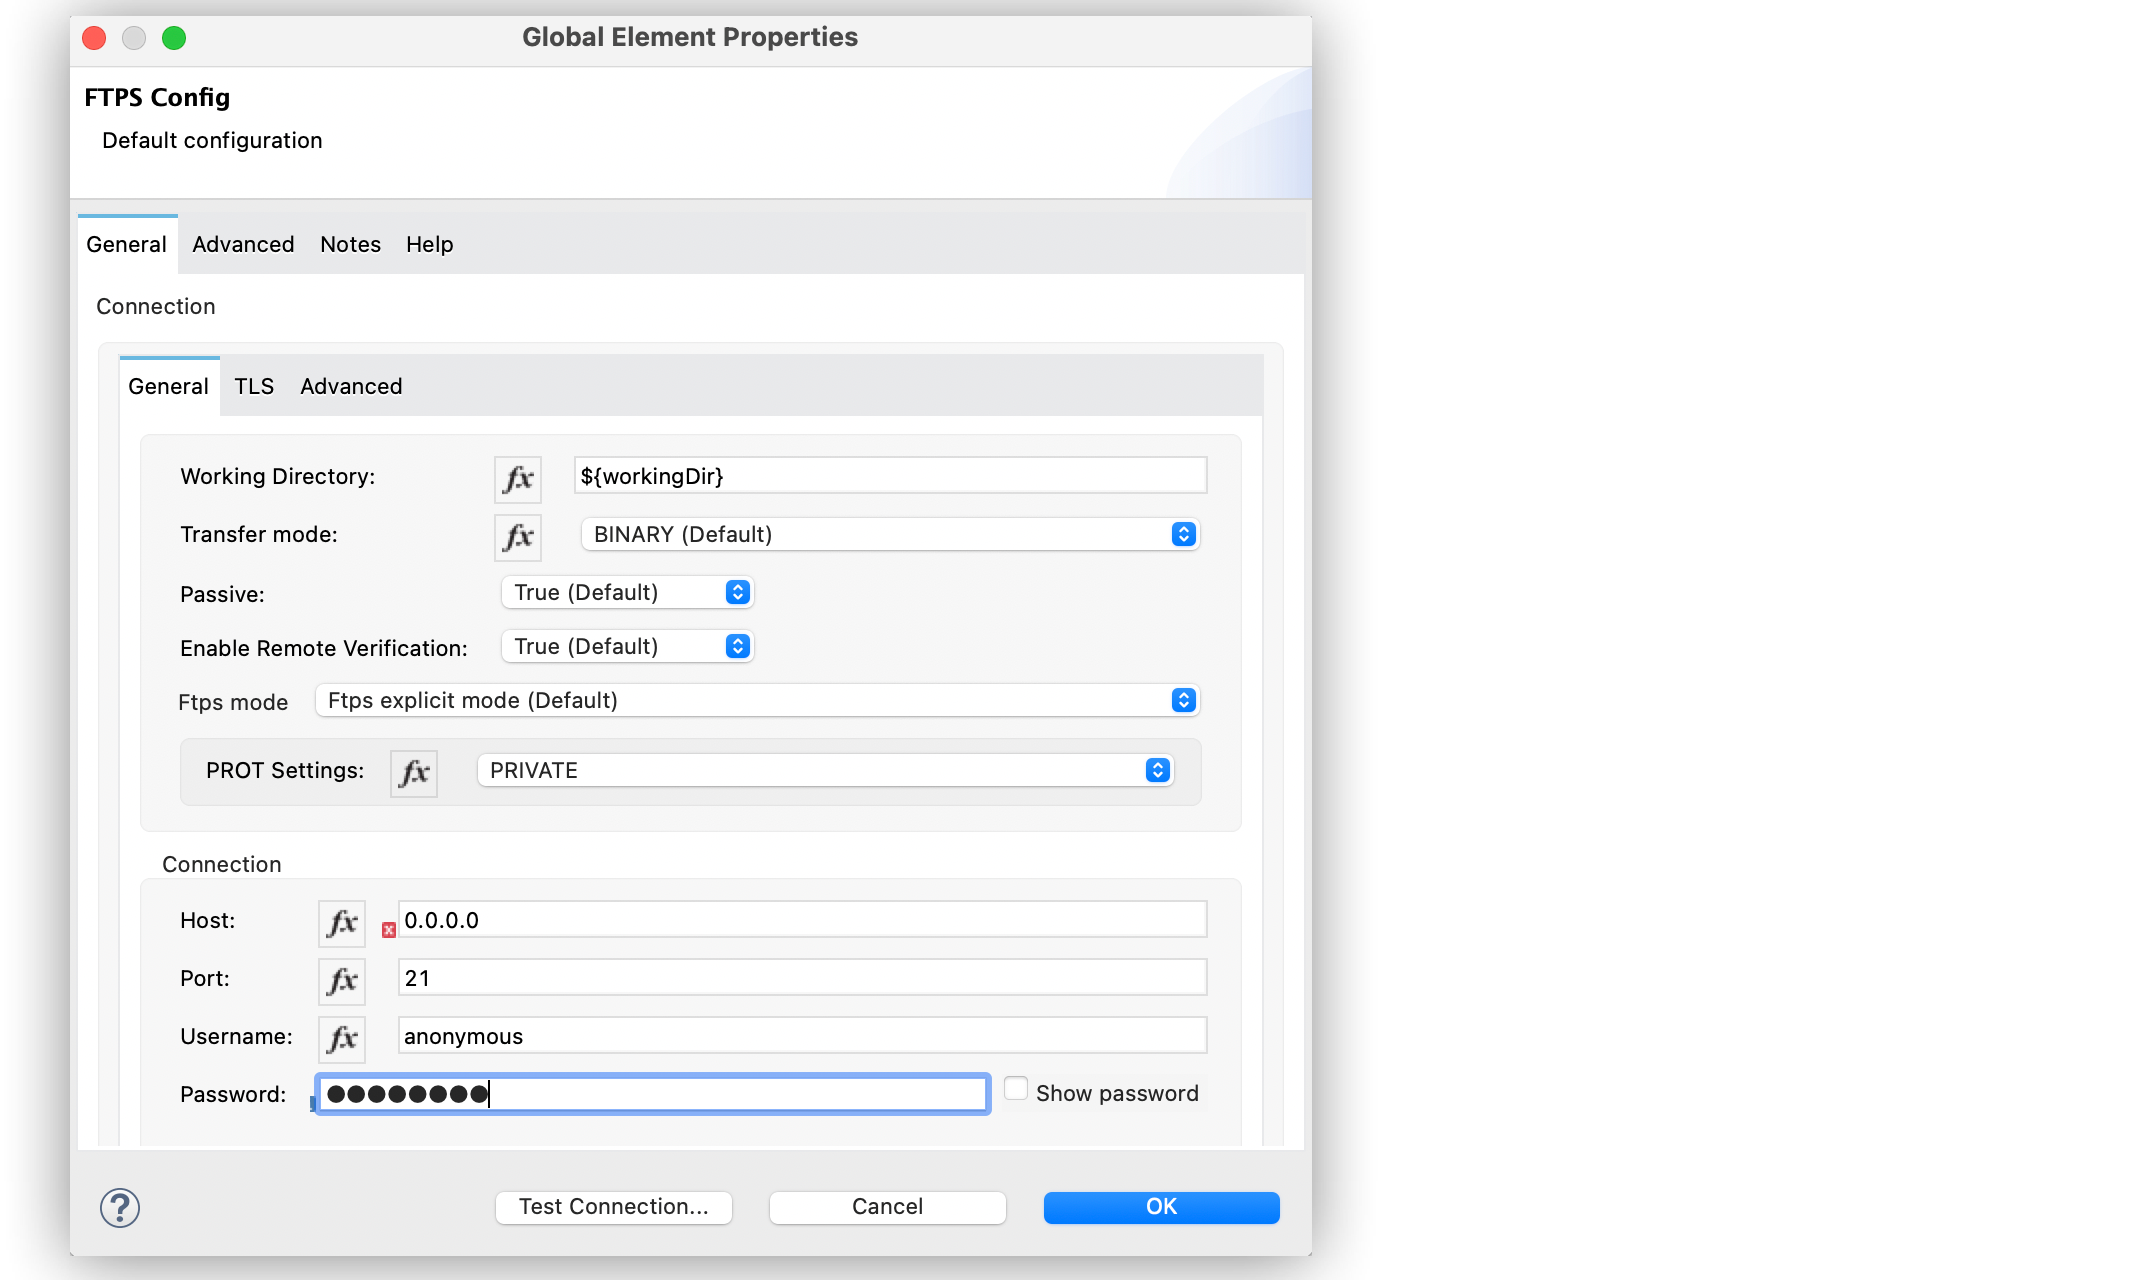 Global Element Properties
FTPS Config
Default configuration
General Advanced Notes Help
Connection
General TLS Advanced
Working Directory: fx ${workingDir}
Transfer mode: fx BINARY (Default)
Passive: True (Default)
Enable Remote Verification: True (Default)
Ftps mode Ftps explicit mode (Default)
PROT Settings: fx PRIVATE
Connection
Host: fx 0.0.0.0
Port: fx 21
Username: fx anonymous
Password: ●●●●●●●● Show password
? Test Connection... Cancel OK